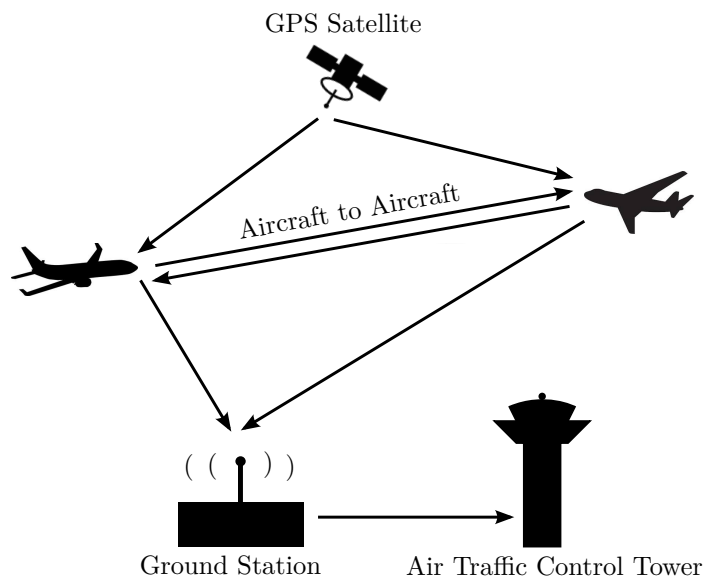 GPS Satellite
Aircraft to Aircraft
( ( ) )
Ground Station
Air Traffic Control Tower